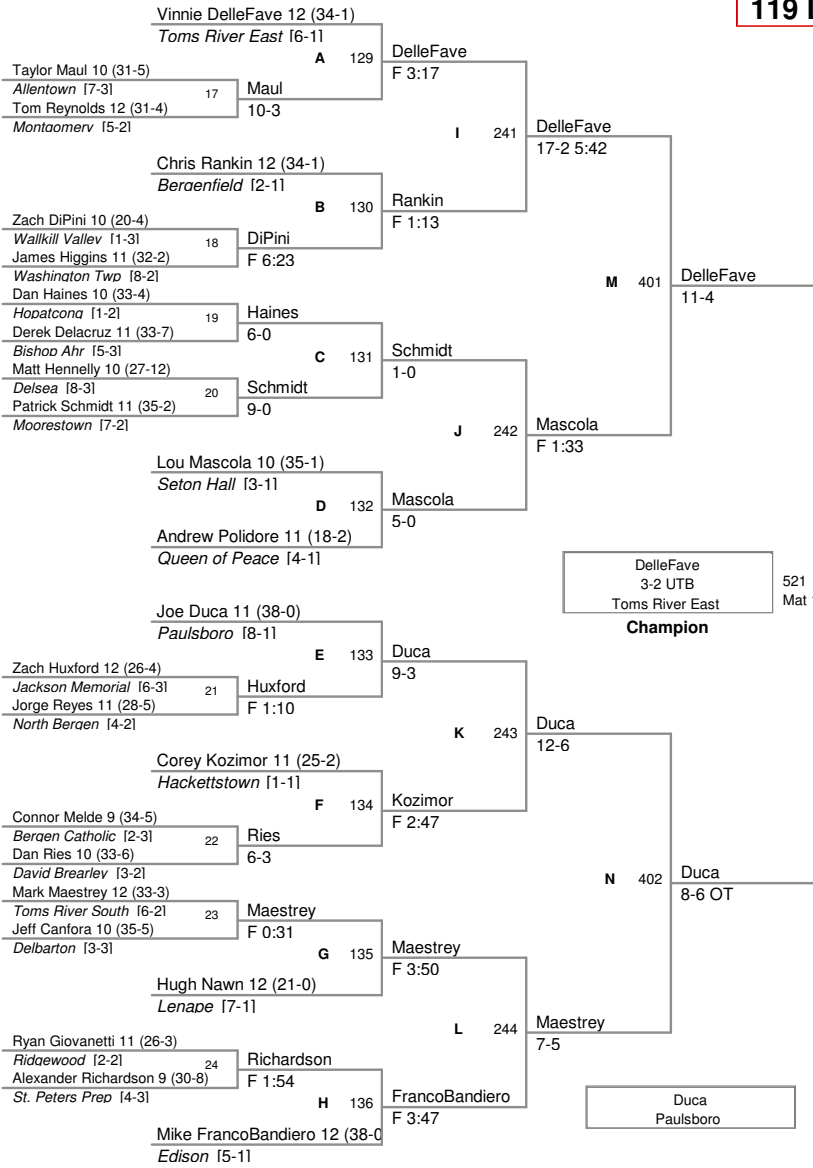 119 
Vinnie DelleFave 12 (34-1)
Toms River East [6-1]
A 129 DelleFave
F 3:17
Taylor Maul 10 (31-5)
Allentown [7-3]
17 Maul
10-3
Tom Reynolds 12 (31-4)
Montgomery [5-2]
I 241 DelleFave
17-2 5:42
Chris Rankin 12 (34-1)
Bergenfield [2-1]
B 130 Rankin
F 1:13
Zach DiPini 10 (20-4)
Wallkill Valley [1-3]
18 DiPini
F 6:23
James Higgins 11 (32-2)
Washington Twp [8-2]
M 401 DelleFave
11-4
Dan Haines 10 (33-4)
Hopatcong [1-2]
19 Haines
6-0
Derek Delacruz 11 (33-7)
Bishop Ahr [5-3]
C 131 Schmidt
1-0
Matt Hennelly 10 (27-12)
Delsea [8-3]
20 Schmidt
9-0
Patrick Schmidt 11 (35-2)
Moorestown [7-2]
J 242 Mascola
F 1:33
Lou Mascola 10 (35-1)
Seton Hall [3-1]
D 132 Mascola
5-0
Andrew Polidore 11 (18-2)
Queen of Peace [4-1]
DelleFave
3-2 UTB
Toms River East
521
Mat
Champion
Joe Duca 11 (38-0)
Paulsboro [8-1]
E 133 Duca
9-3
Zach Huxford 12 (26-4)
Jackson Memorial [6-3]
21 Huxford
F 1:10
Jorge Reyes 11 (28-5)
North Bergen [4-2]
K 243 Duca
12-6
Corey Kozimor 11 (25-2)
Hackettstown [1-1]
F 134 Kozimor
F 2:47
Connor Melde 9 (34-5)
Bergen Catholic [2-3]
22 Ries
6-3
Dan Ries 10 (33-6)
David Brearley [3-2]
N 402 Duca
8-6 OT
Mark Maestrey 12 (33-3)
Toms River South [6-2]
23 Maestrey
F 0:31
Jeff Canfora 10 (35-5)
Delbarton [3-3]
G 135 Maestrey
F 3:50
Hugh Nawn 12 (21-0)
Lenape [7-1]
L 244 Maestrey
7-5
Ryan Giovanetti 11 (26-3)
Ridgewood [2-2]
24 Richardson
F 1:54
Alexander Richardson 9 (30-8)
St. Peters Prep [4-3]
H 136 FrancoBandiero
F 3:47
Mike FrancoBandiero 12 (38-0
Edison [5-1]
Duca
Paulsboro